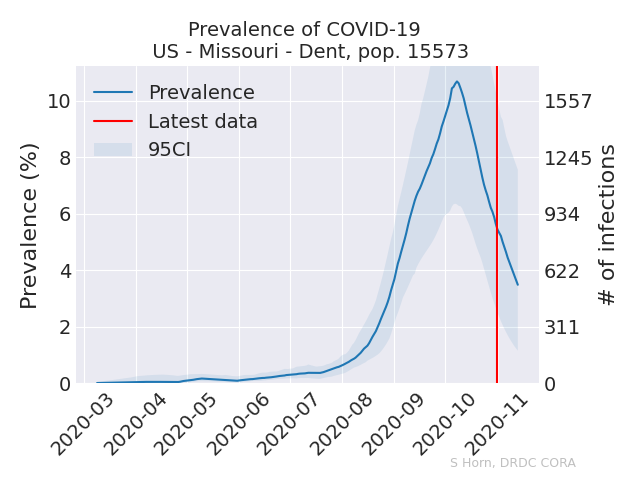 Prevalence of COVID-19
US - Missouri - Dent, pop. 15573
Prevalence
Latest data
95CI
Prevalence (%)
10
8
6
4
2
0
1557
1245
934
622
311
0
# of infections
2020-03
2020-04
2020-05
2020-06
2020-07
2020-08
2020-09
2020-10
2020-11
S Horn, DRDC CORA